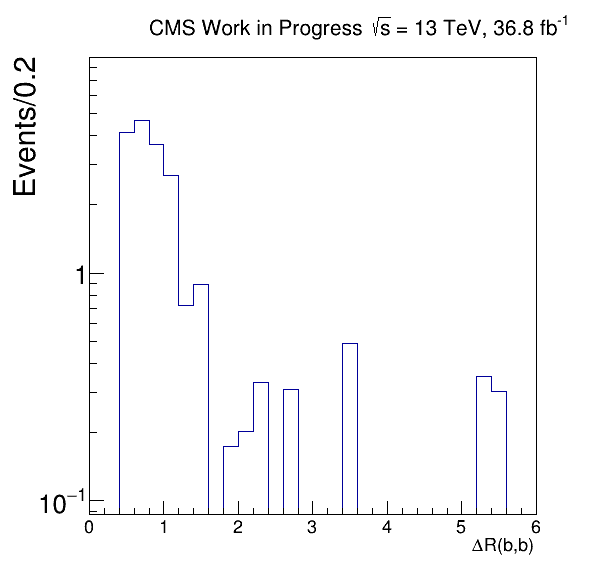 CMS Work in Progress √s = 13 TeV, 36.8 fb⁻¹
Events/0.2
1
10⁻¹
0 1 2 3 4 5 6
ΔR(b,b)